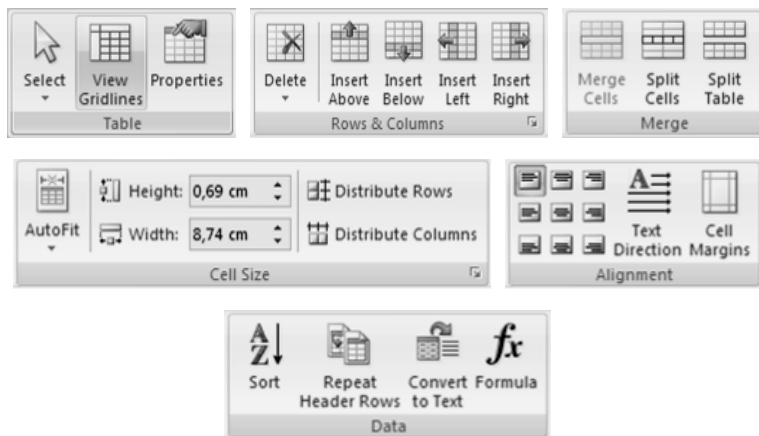 Select
View
Gridlines
Properties
Table
Delete
Insert
Above
Insert
Below
Insert
Left
Insert
Right
Rows & Columns
Merge
Cells
Split
Cells
Split
Table
Merge
AutoFit
Height: 0,69 cm
Width: 8,74 cm
Distribute Rows
Distribute Columns
Cell Size
A
Text
Direction
Cell
Margins
Alignment
A
Z
Sort
Repeat
Header Rows
Convert
to Text
fx
Formula
Data